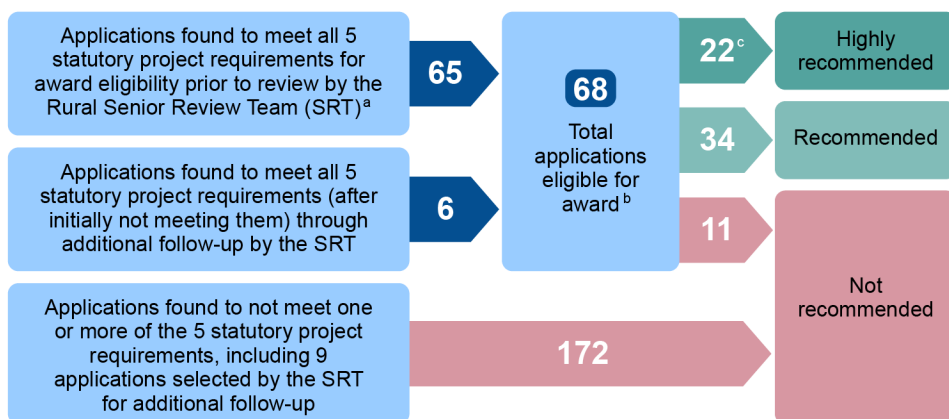 Applications found to meet all 5
statutory project requirements for
award eligibility prior to review by the
Rural Senior Review Team (SRT)ᵃ
65
Applications found to meet all 5
statutory project requirements (after
initially not meeting them) through
additional follow-up by the SRT
6
Applications found to not meet one
or more of the 5 statutory project
requirements, including 9
applications selected by the SRT
for additional follow-up
172
68
Total
applications
eligible for
awardᵇ
22ᶜ
Highly
recommended
34
Recommended
11
Not
recommended